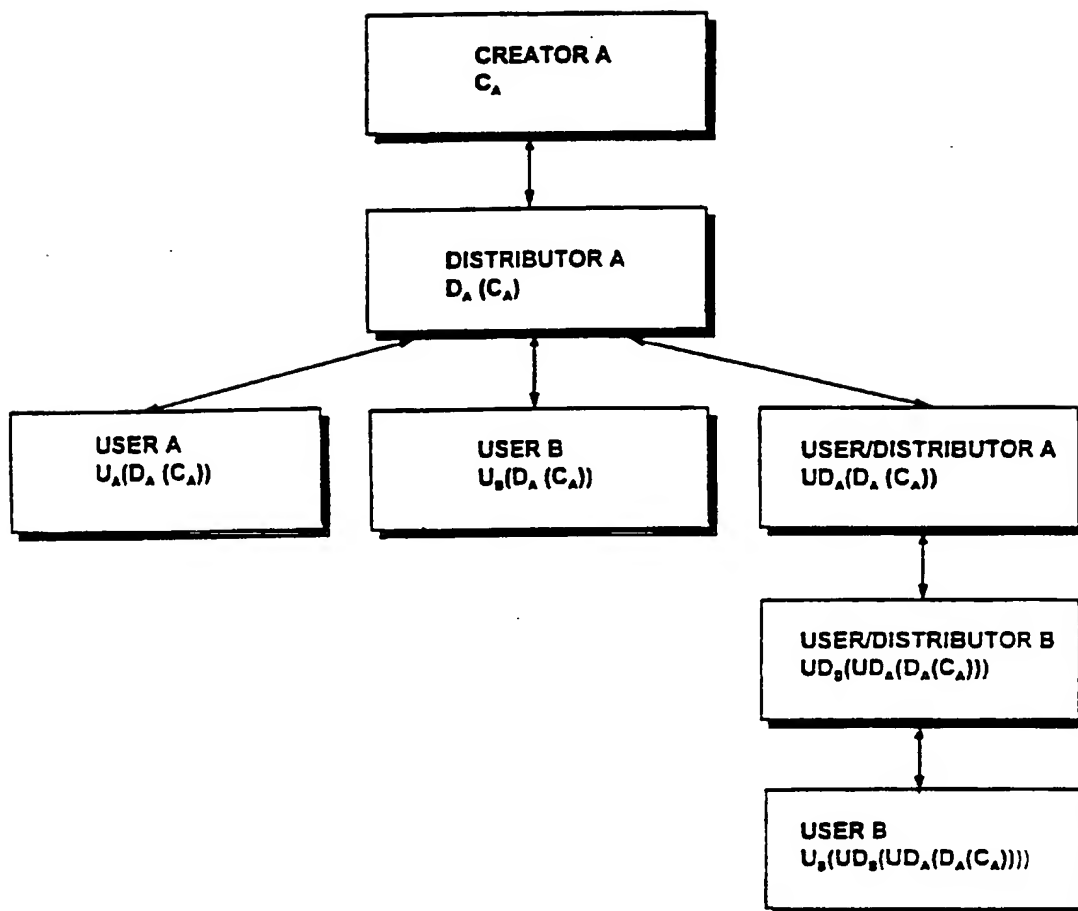 CREATOR A
C_A
DISTRIBUTOR A
D_A (C_A)
USER A
U_A(D_A (C_A))
USER B
U_B(D_A (C_A))
USER/DISTRIBUTOR A
UD_A(D_A (C_A))
USER/DISTRIBUTOR B
UD_B(UD_A(D_A(C_A)))
USER B
U_B(UD_B(UD_A(D_A(C_A))))